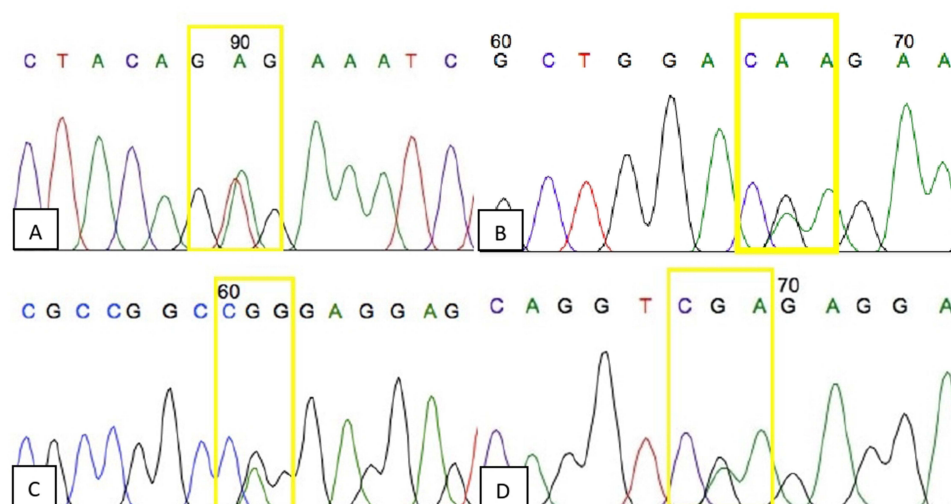 90
C T A C A G A G A A A T C
60 70
G C T G G A C A A G A A
A B
60
C G C C G G C C G G G A G G A G
70
C A G G T C G A G A G G A
C D